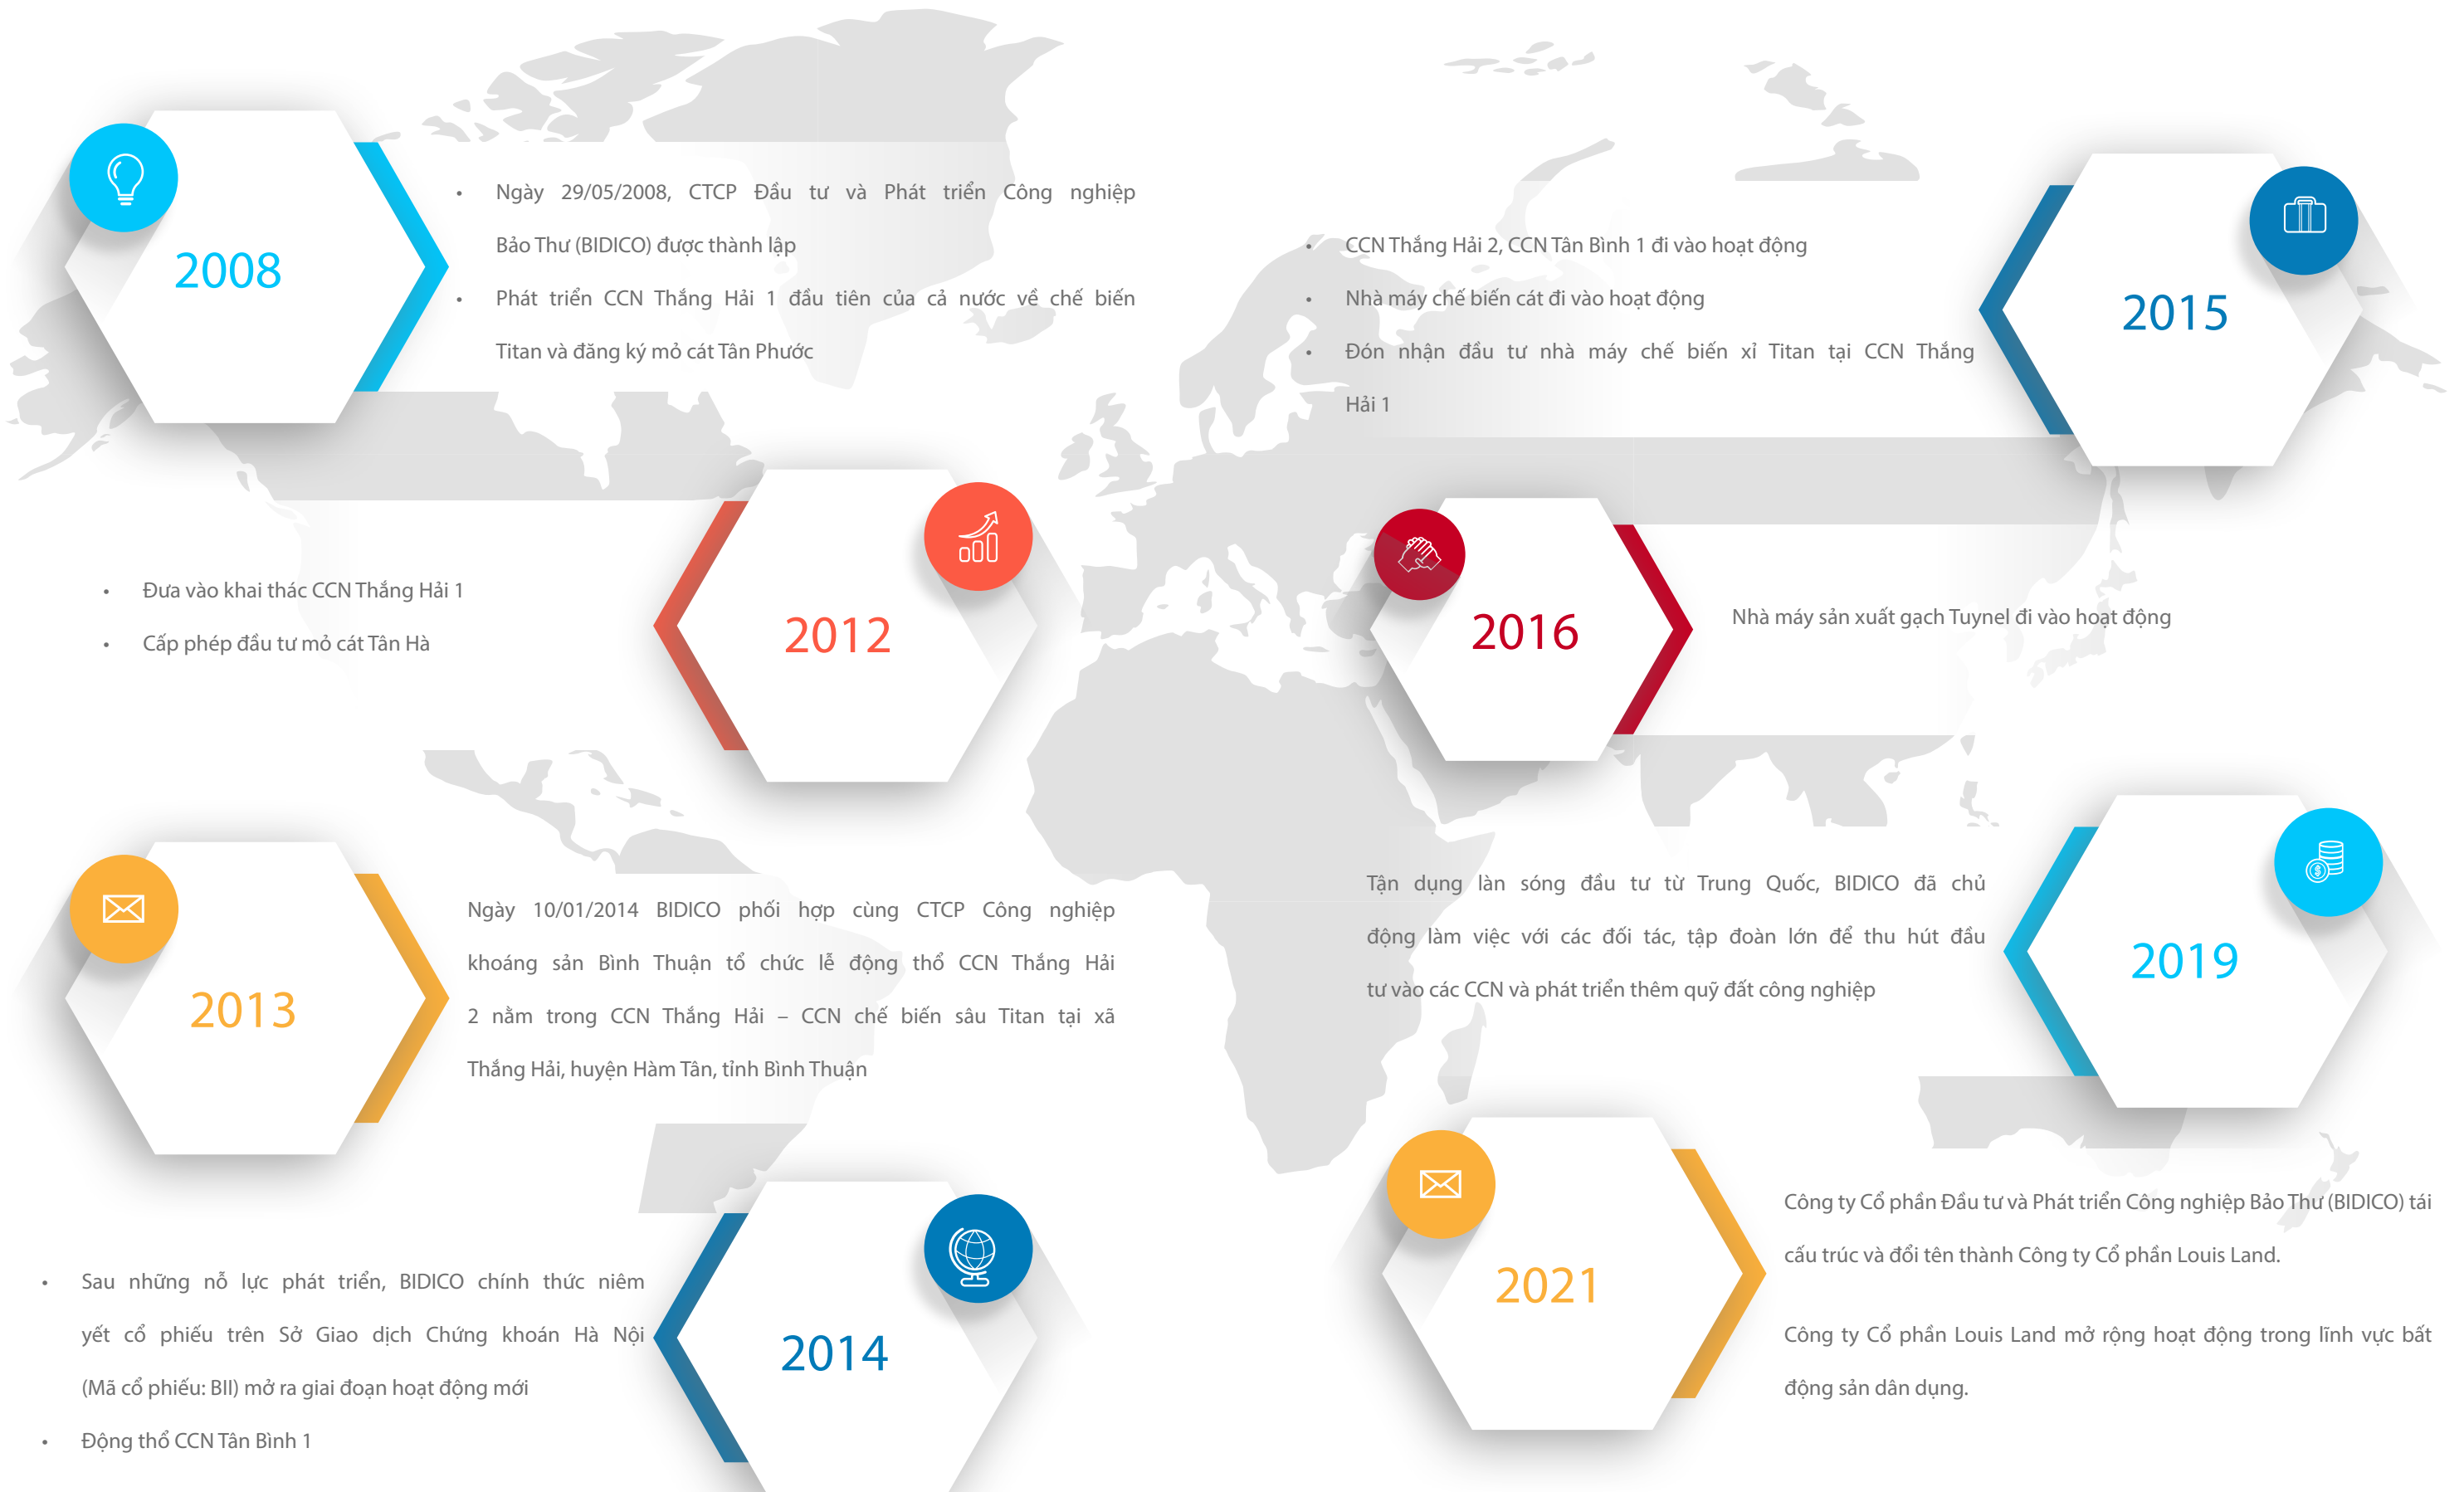 2008
• Ngày 29/05/2008, CTCP Đầu tư và Phát triển Công nghiệp
Bảo Thư (BIDICO) được thành lập
• Phát triển CCN Thắng Hải 1 đầu tiên của cả nước về chế biến
Titan và đăng ký mỏ cát Tân Phước
2012
• Đưa vào khai thác CCN Thắng Hải 1
• Cấp phép đầu tư mỏ cát Tân Hà
2013
Ngày 10/01/2014 BIDICO phối hợp cùng CTCP Công nghiệp
khoáng sản Bình Thuận tổ chức lễ động thổ CCN Thắng Hải
2 nằm trong CCN Thắng Hải – CCN chế biến sâu Titan tại xã
Thắng Hải, huyện Hàm Tân, tỉnh Bình Thuận
2014
• Sau những nỗ lực phát triển, BIDICO chính thức niêm
yết cổ phiếu trên Sở Giao dịch Chứng khoán Hà Nội
(Mã cổ phiếu: BII) mở ra giai đoạn hoạt động mới
• Động thổ CCN Tân Bình 1
2015
• CCN Thắng Hải 2, CCN Tân Bình 1 đi vào hoạt động
• Nhà máy chế biến cát đi vào hoạt động
• Đón nhận đầu tư nhà máy chế biến xỉ Titan tại CCN Thắng
Hải 1
2016
Nhà máy sản xuất gạch Tuynel đi vào hoạt động
2019
Tận dụng làn sóng đầu tư từ Trung Quốc, BIDICO đã chủ
động làm việc với các đối tác, tập đoàn lớn để thu hút đầu
tư vào các CCN và phát triển thêm quỹ đất công nghiệp
2021
Công ty Cổ phần Đầu tư và Phát triển Công nghiệp Bảo Thư (BIDICO) tái
cấu trúc và đổi tên thành Công ty Cổ phần Louis Land.
Công ty Cổ phần Louis Land mở rộng hoạt động trong lĩnh vực bất
động sản dân dụng.